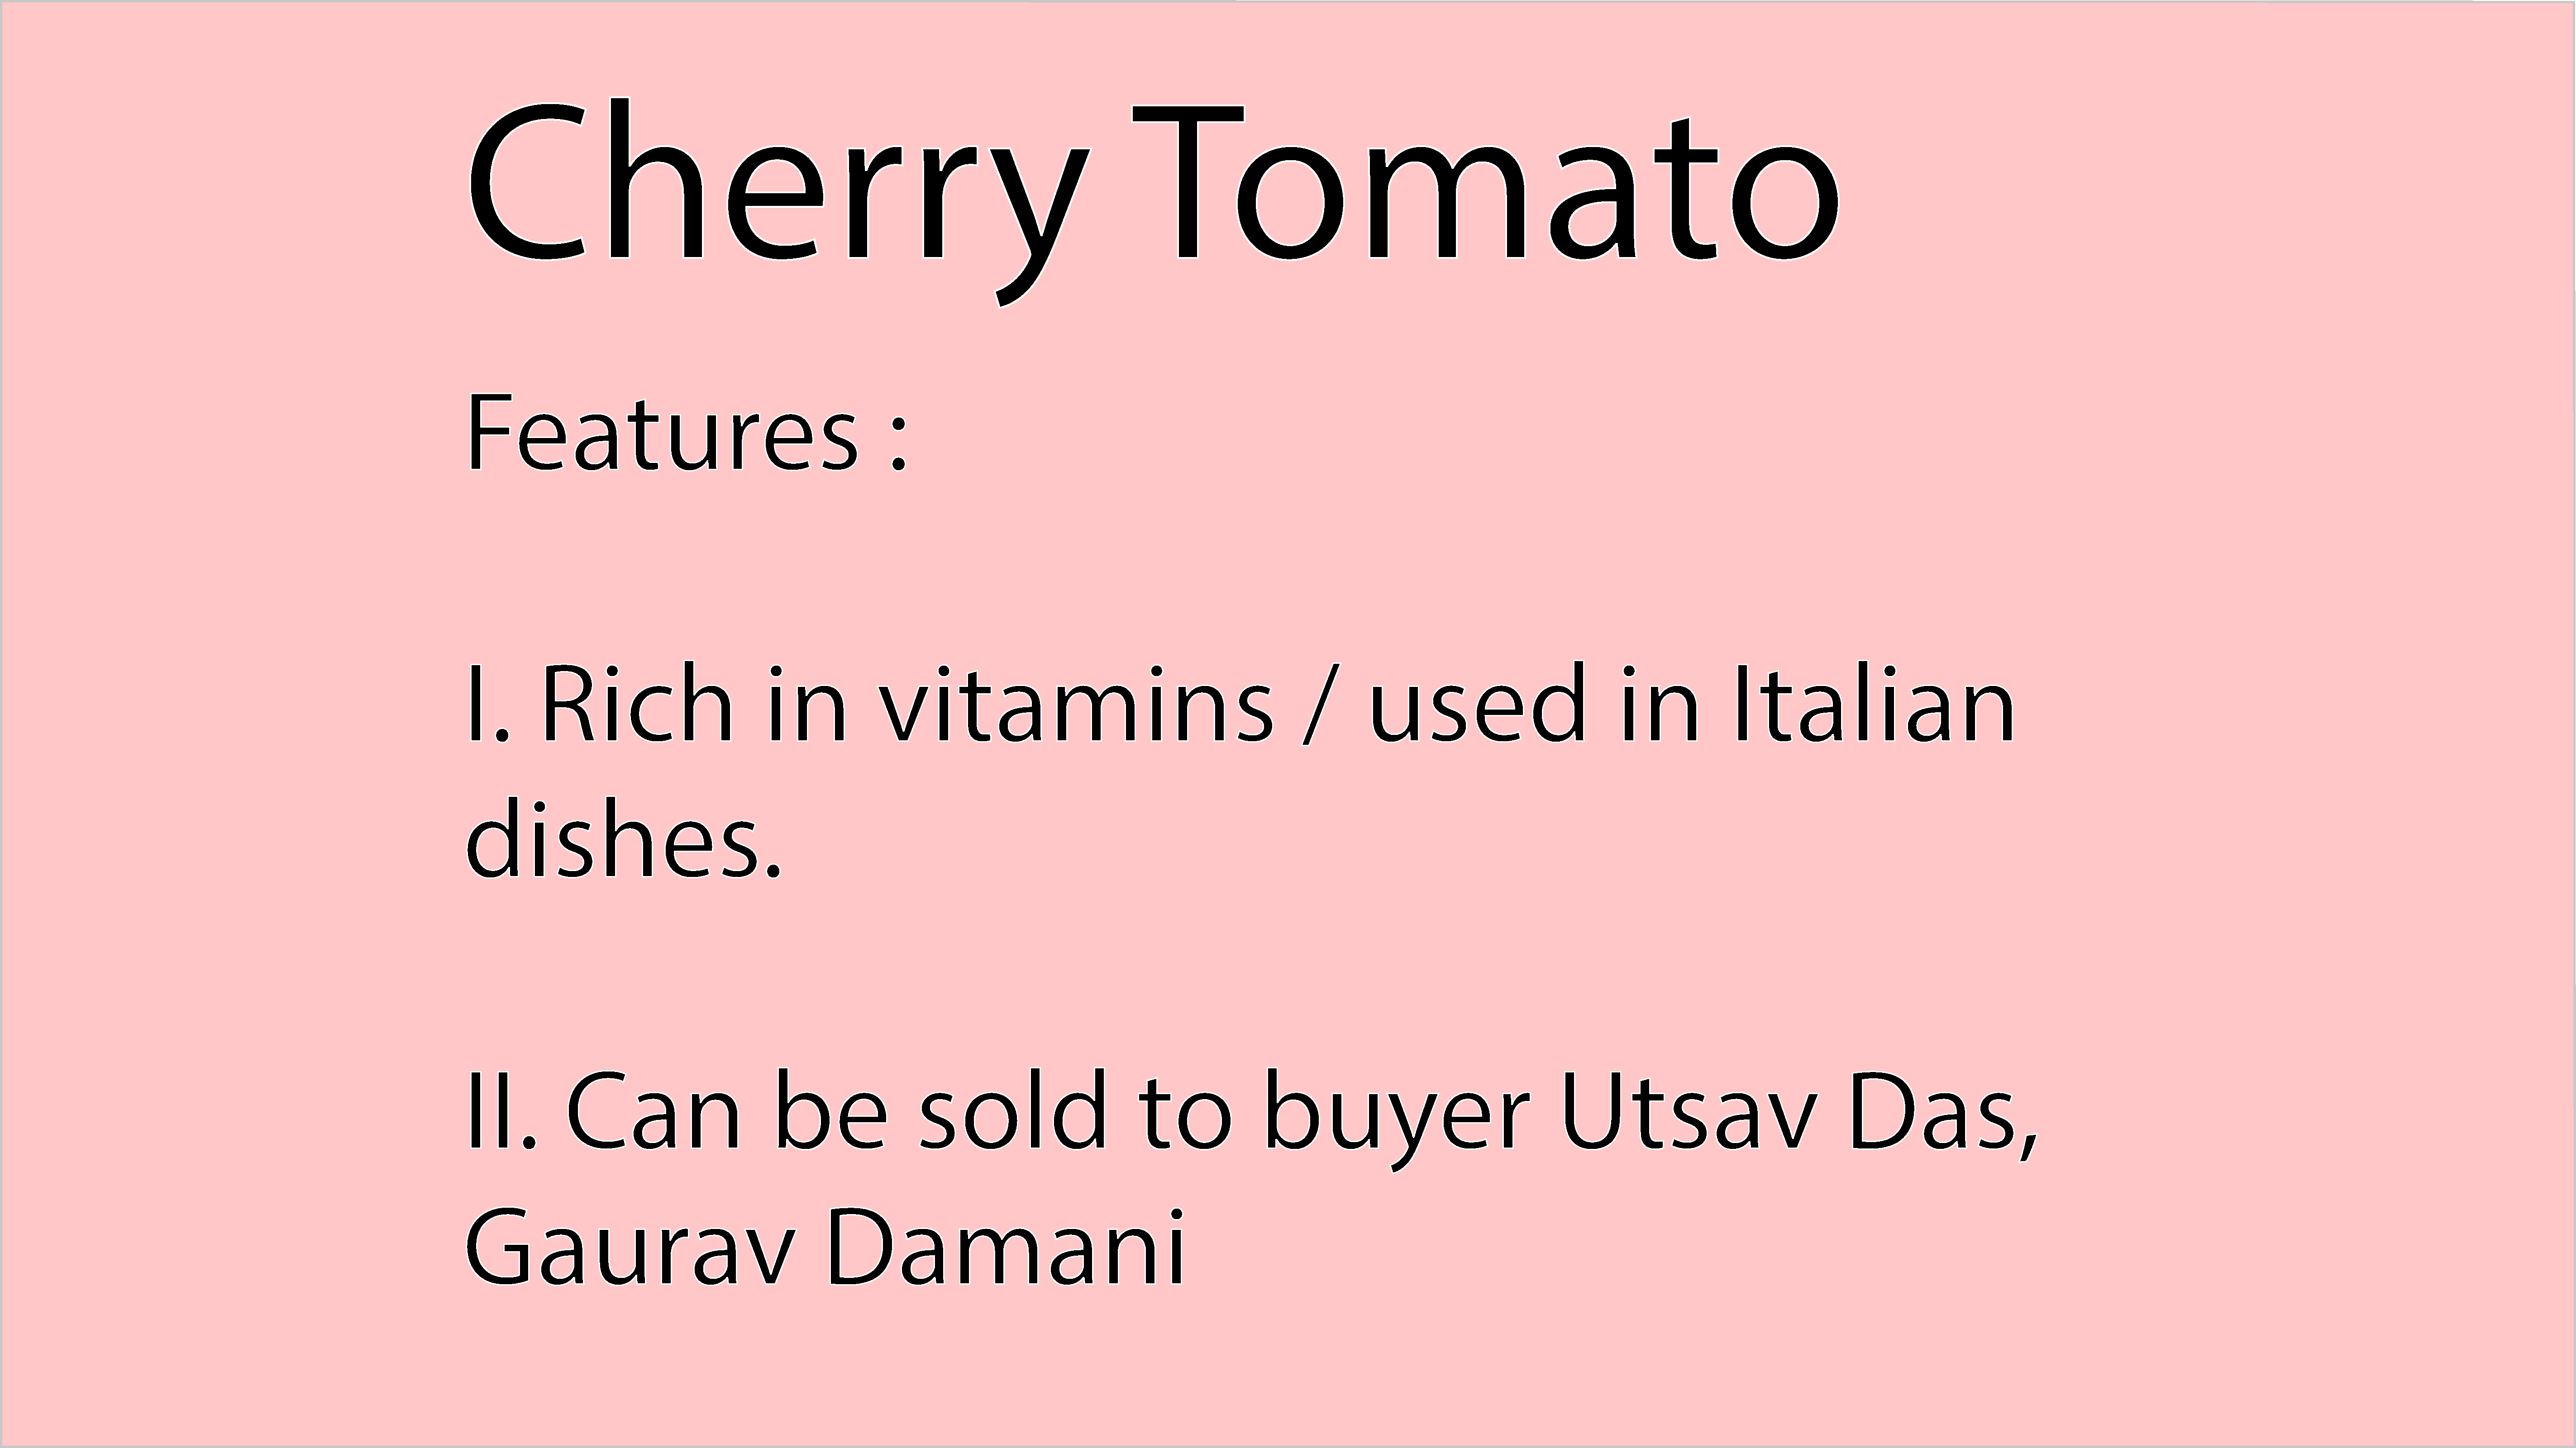 Cherry Tomato
Features :
I. Rich in vitamins / used in Italian
dishes.
II. Can be sold to buyer Utsav Das,
Gaurav Damani